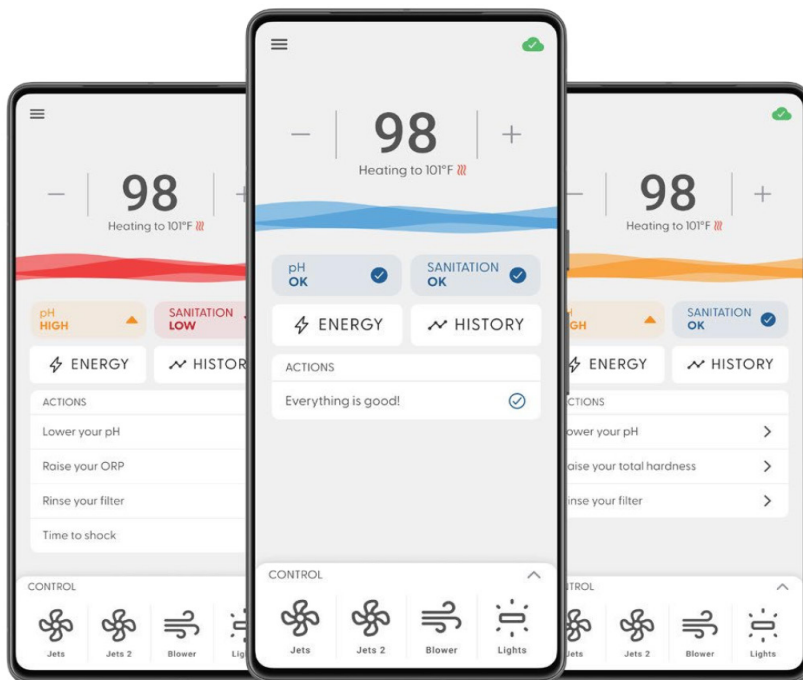 98
Heating to 101°F
pH
HIGH
SANITATION
LOW
ENERGY
HISTOR
ACTIONS
Lower your pH
Raise your ORP
Rinse your filter
Time to shock
CONTROL
Jets
Jets 2
Blower
Ligh
98
Heating to 101°F
pH
OK
SANITATION
OK
ENERGY
HISTORY
ACTIONS
Everything is good!
CONTROL
Jets
Jets 2
Blower
Lights
98
Heating to 101°F
GH
SANITATION
OK
ENERGY
HISTORY
CTIONS
ower your pH
aise your total hardness
inse your filter
TROL
Jets
Jets 2
Blower
Lights